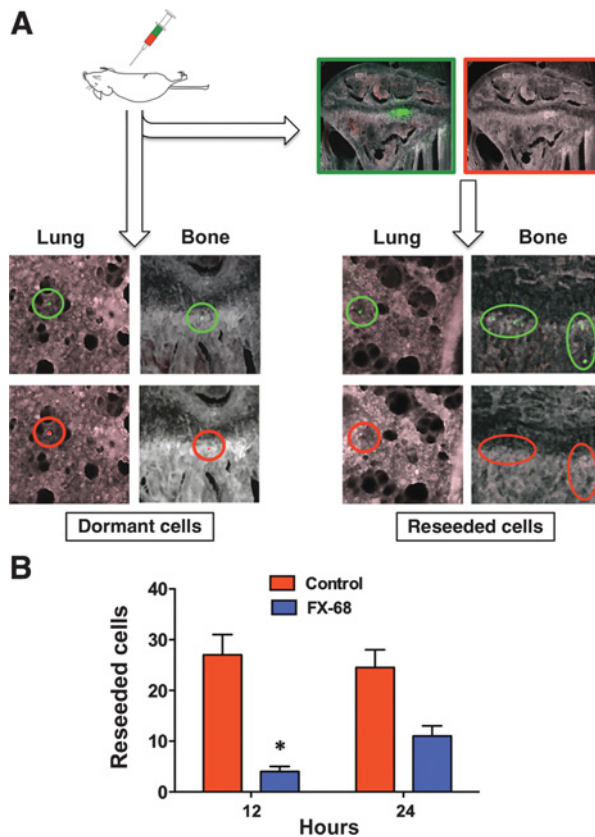 A
Lung Bone
Lung Bone
Dormant cells
Reseeded cells
B
Control
FX-68
Reseeded cells
40
30
20
10
0
*
12
24
Hours